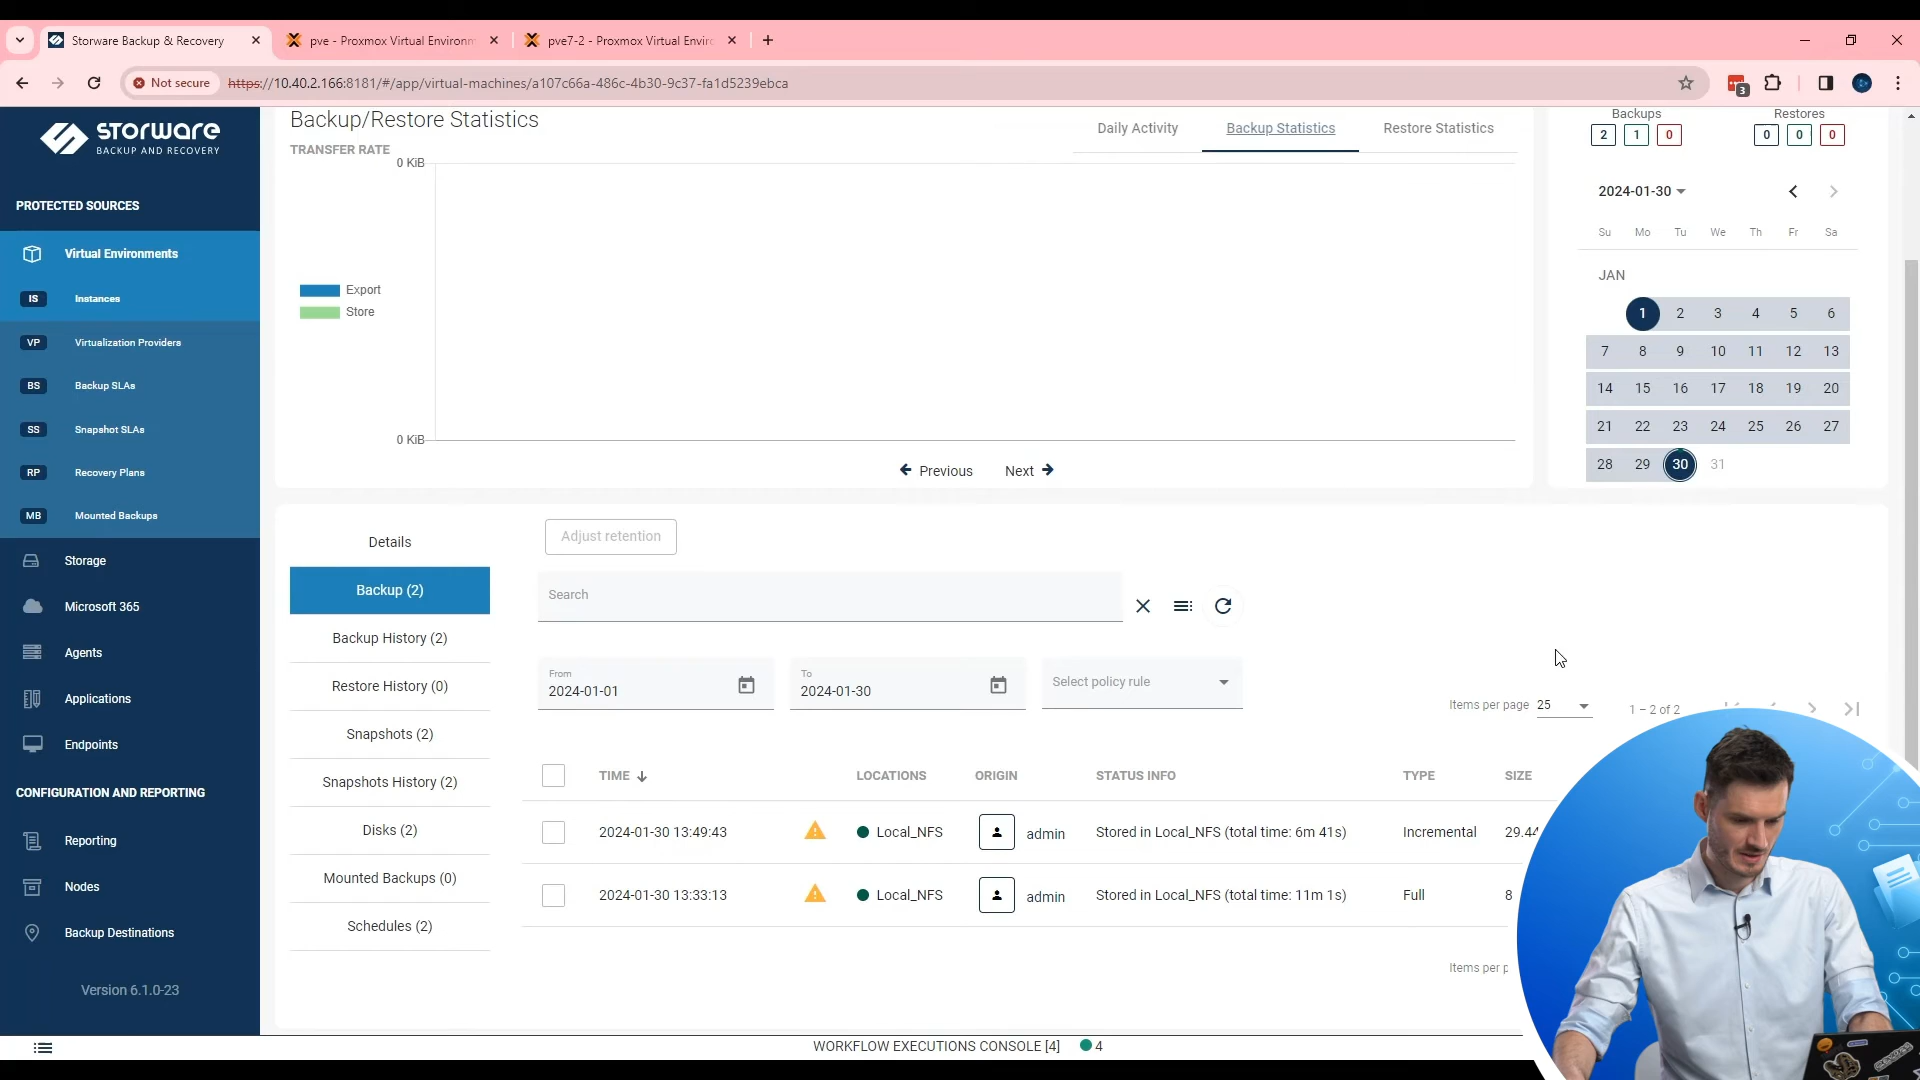 Storware Backup & Recovery
pve - Proxmox Virtual Environm
pve7-2 - Proxmox Virtual Enviro
Not secure
https://10.40.2.166:8181/#/app/virtual-machines/a107c66a-486c-4b30-9c37-fa1d5239ebca
3
STORWARE
BACKUP AND RECOVERY
PROTECTED SOURCES
Virtual Environments
IS Instances
VP Virtualization Providers
BS Backup SLAs
SS Snapshot SLAs
RP Recovery Plans
MB Mounted Backups
Storage
Microsoft 365
Agents
Applications
Endpoints
CONFIGURATION AND REPORTING
Reporting
Nodes
Backup Destinations
Version 6.1.0-23
Backup/Restore Statistics
Daily Activity Backup Statistics Restore Statistics
TRANSFER RATE
0 KiB
Export
Store
0 KiB
Previous Next
Backups Restores
2 1 0 0 0 0
2024-01-30
Su Mo Tu We Th Fr Sa
JAN
1 2 3 4 5 6
7 8 9 10 11 12 13
14 15 16 17 18 19 20
21 22 23 24 25 26 27
28 29 30 31
Details
Backup (2)
Backup History (2)
Restore History (0)
Snapshots (2)
Snapshots History (2)
Disks (2)
Mounted Backups (0)
Schedules (2)
Adjust retention
Search
From
2024-01-01
To
2024-01-30
Select policy rule
Items per page 25 1 – 2 of 2
TIME LOCATIONS ORIGIN STATUS INFO TYPE SIZE
2024-01-30 13:49:43 Local_NFS admin Stored in Local_NFS (total time: 6m 41s) Incremental 29.44
2024-01-30 13:33:13 Local_NFS admin Stored in Local_NFS (total time: 11m 1s) Full 8
Items per p
WORKFLOW EXECUTIONS CONSOLE [4] 4